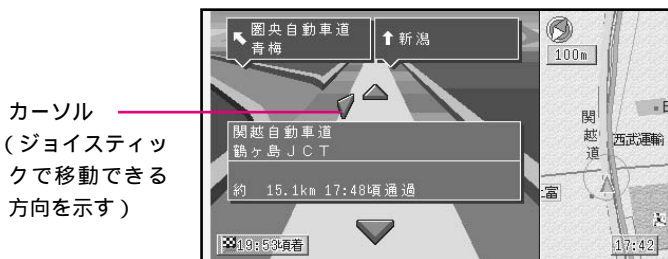 カーソル
(ジョイスティッ
クで移動できる
方向を示す)
圏央自動車道
青梅
新潟
関越自動車道
鶴ヶ島JCT
約 15.1km 17:48頃通過
19:53頃着
100m
関
越
道
西武運輸
17:42